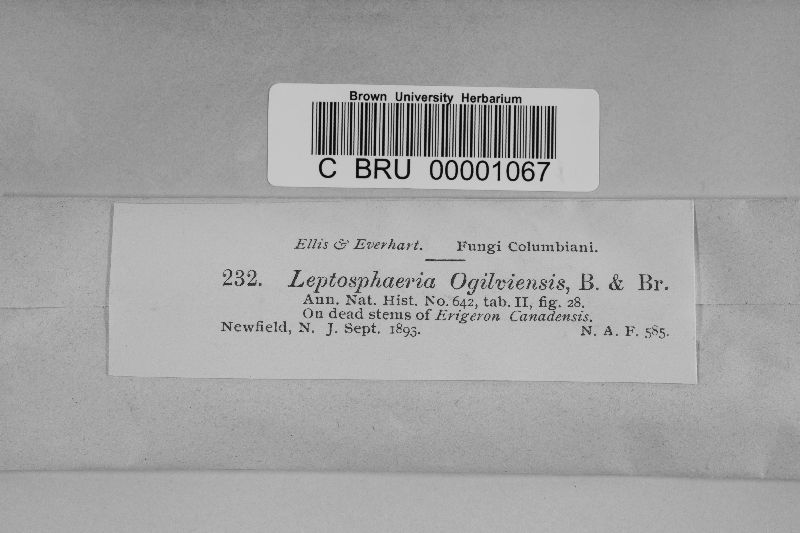 Brown University Herbarium
C BRU 00001067
Ellis & Everhart. Fungi Columbiani.
232. Leptosphaeria Ogilviensis, B. & Br.
Ann. Nat. Hist. No. 642, tab. II, fig. 28.
On dead stems of Erigeron Canadensis.
Newfield, N. J. Sept. 1893. N. A. F. 585.